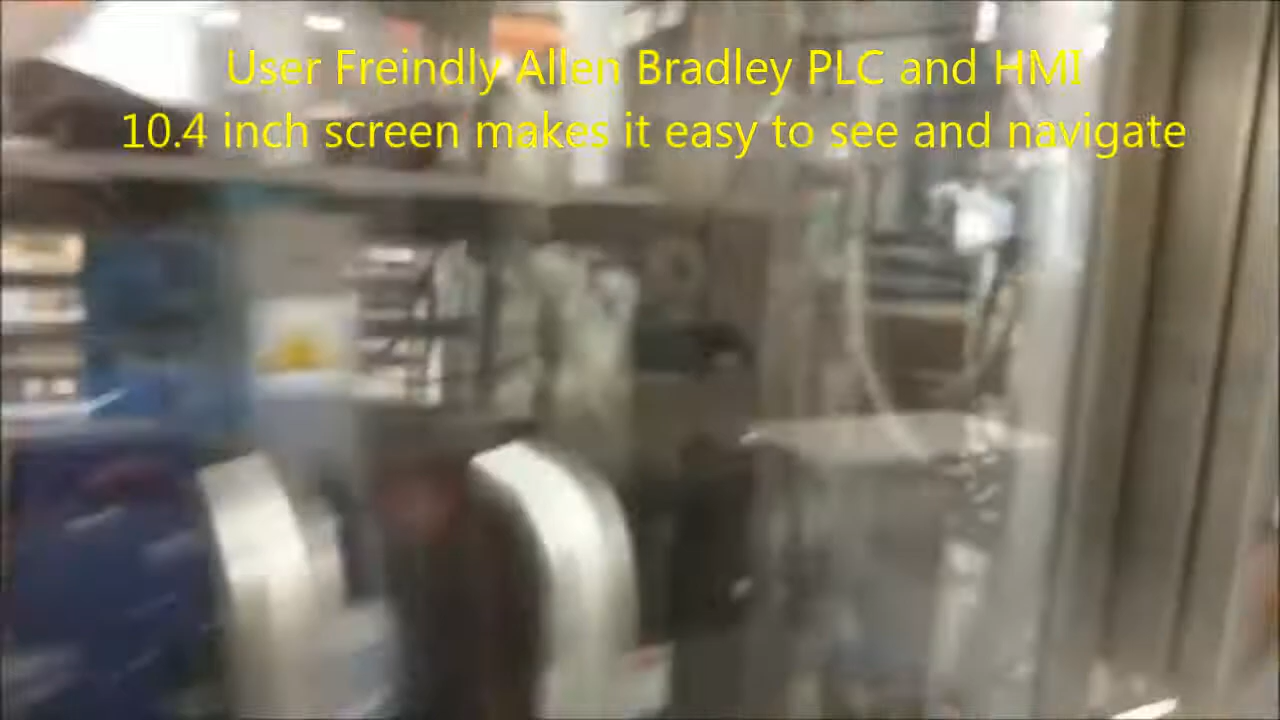 User Freindly Allen Bradley PLC and HMI
10.4 inch screen makes it easy to see and navigate